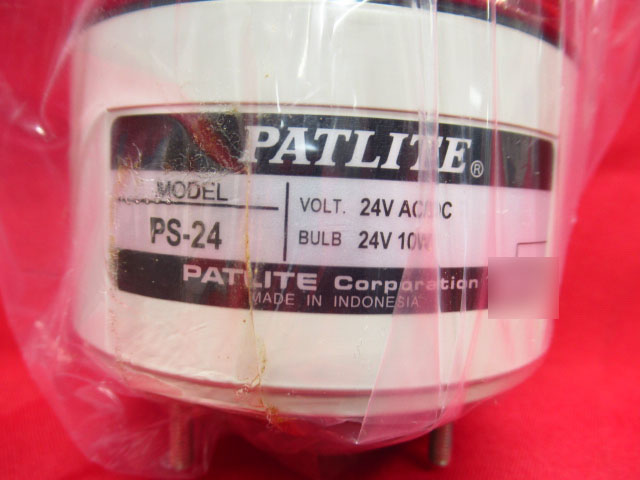 PATLITE®
MODEL
PS-24
VOLT. 24V AC/DC
BULB 24V 10W
PATLITE Corporation
MADE IN INDONESIA